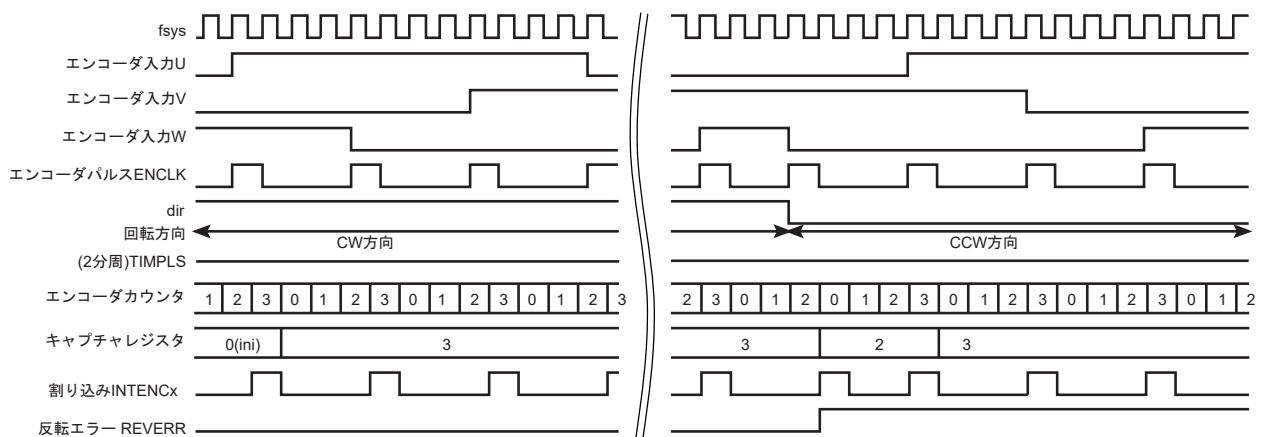 fsys
エンコーダ入力U
エンコーダ入力V
エンコーダ入力W
エンコーダパルスENCLK
dir
回転方向
CW方向 CCW方向
(2分周)TIMPLS
エンコーダカウンタ 1 2 3 0 1 2 3 0 1 2 3 0 1 2 3 2 3 0 1 2 0 1 2 3 0 1 2 3 0 1 2 3 0 1 2
キャプチャレジスタ 0(ini) 3 3 2 3
割り込みINTENCx
反転エラー REVERR